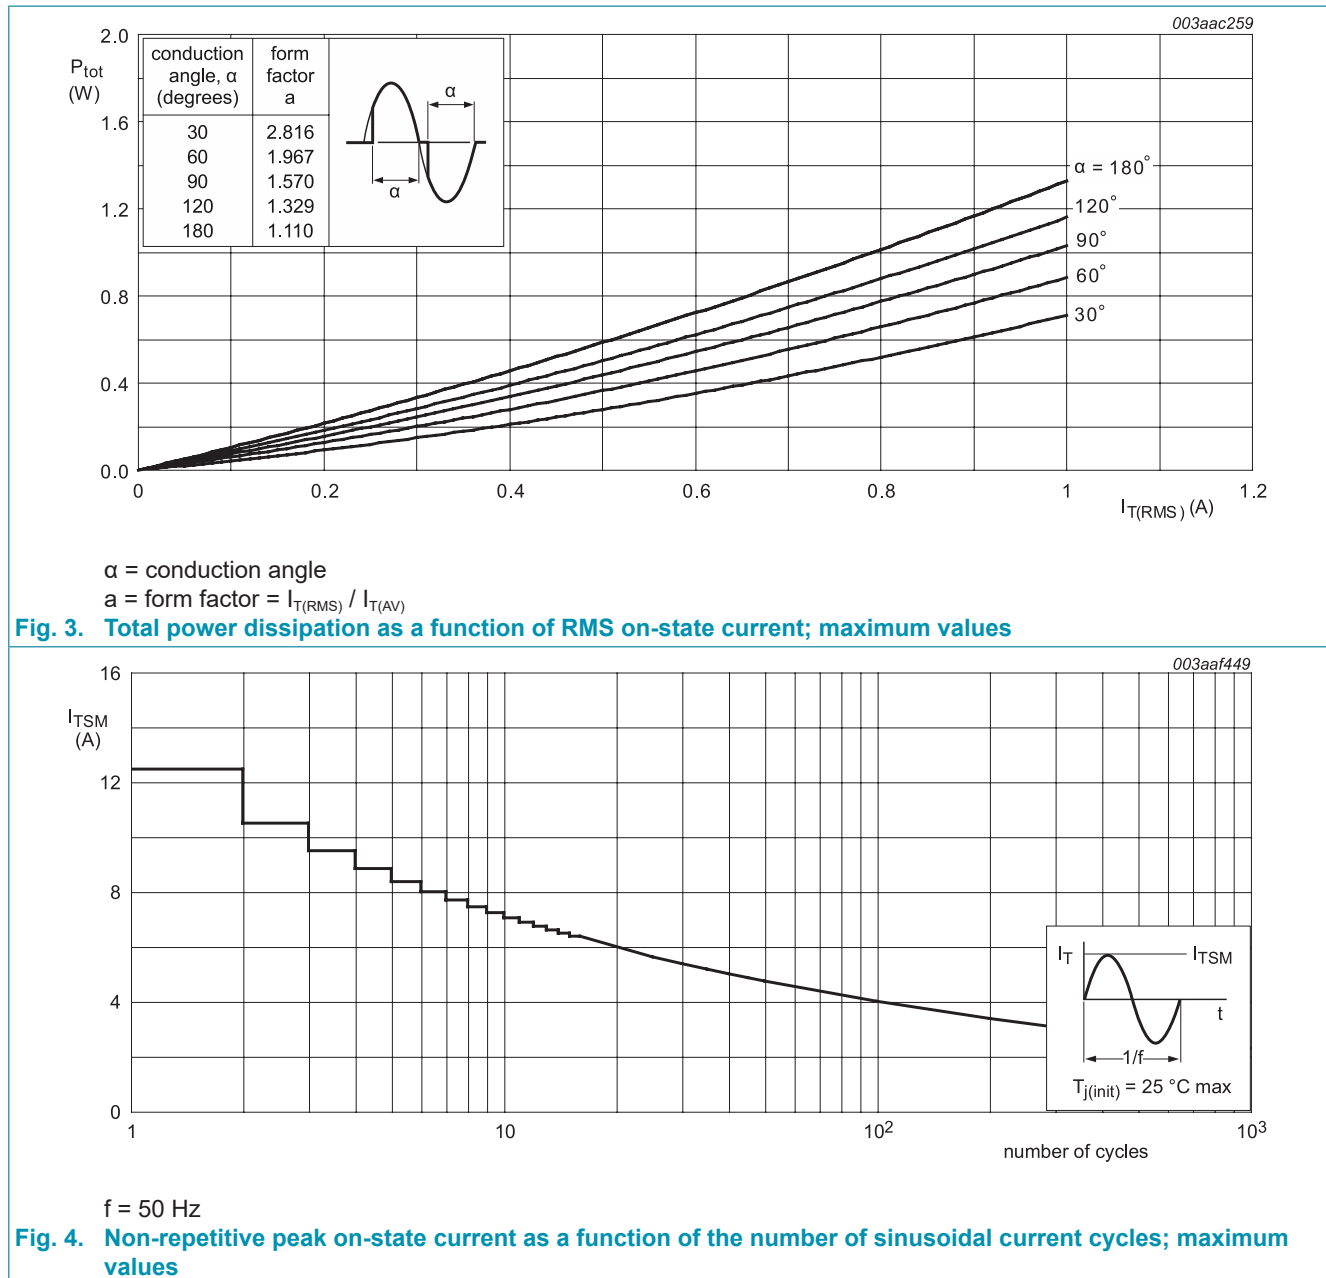 003aac259
2.0
P_tot
(W)
1.6
1.2
0.8
0.4
0.0
conduction angle, α (degrees) form factor a
30 2.816
60 1.967
90 1.570
120 1.329
180 1.110
α
α
α = 180°
120°
90°
60°
30°
0 0.2 0.4 0.6 0.8 1 1.2
I_T(RMS) (A)
α = conduction angle
a = form factor = I_T(RMS) / I_T(AV)
Fig. 3. Total power dissipation as a function of RMS on-state current; maximum values
003aaf449
16
I_TSM
(A)
12
8
4
0
I_T I_TSM
t
1/f
T_j(init) = 25 °C max
1 10 10² 10³
number of cycles
f = 50 Hz
Fig. 4. Non-repetitive peak on-state current as a function of the number of sinusoidal current cycles; maximum
values